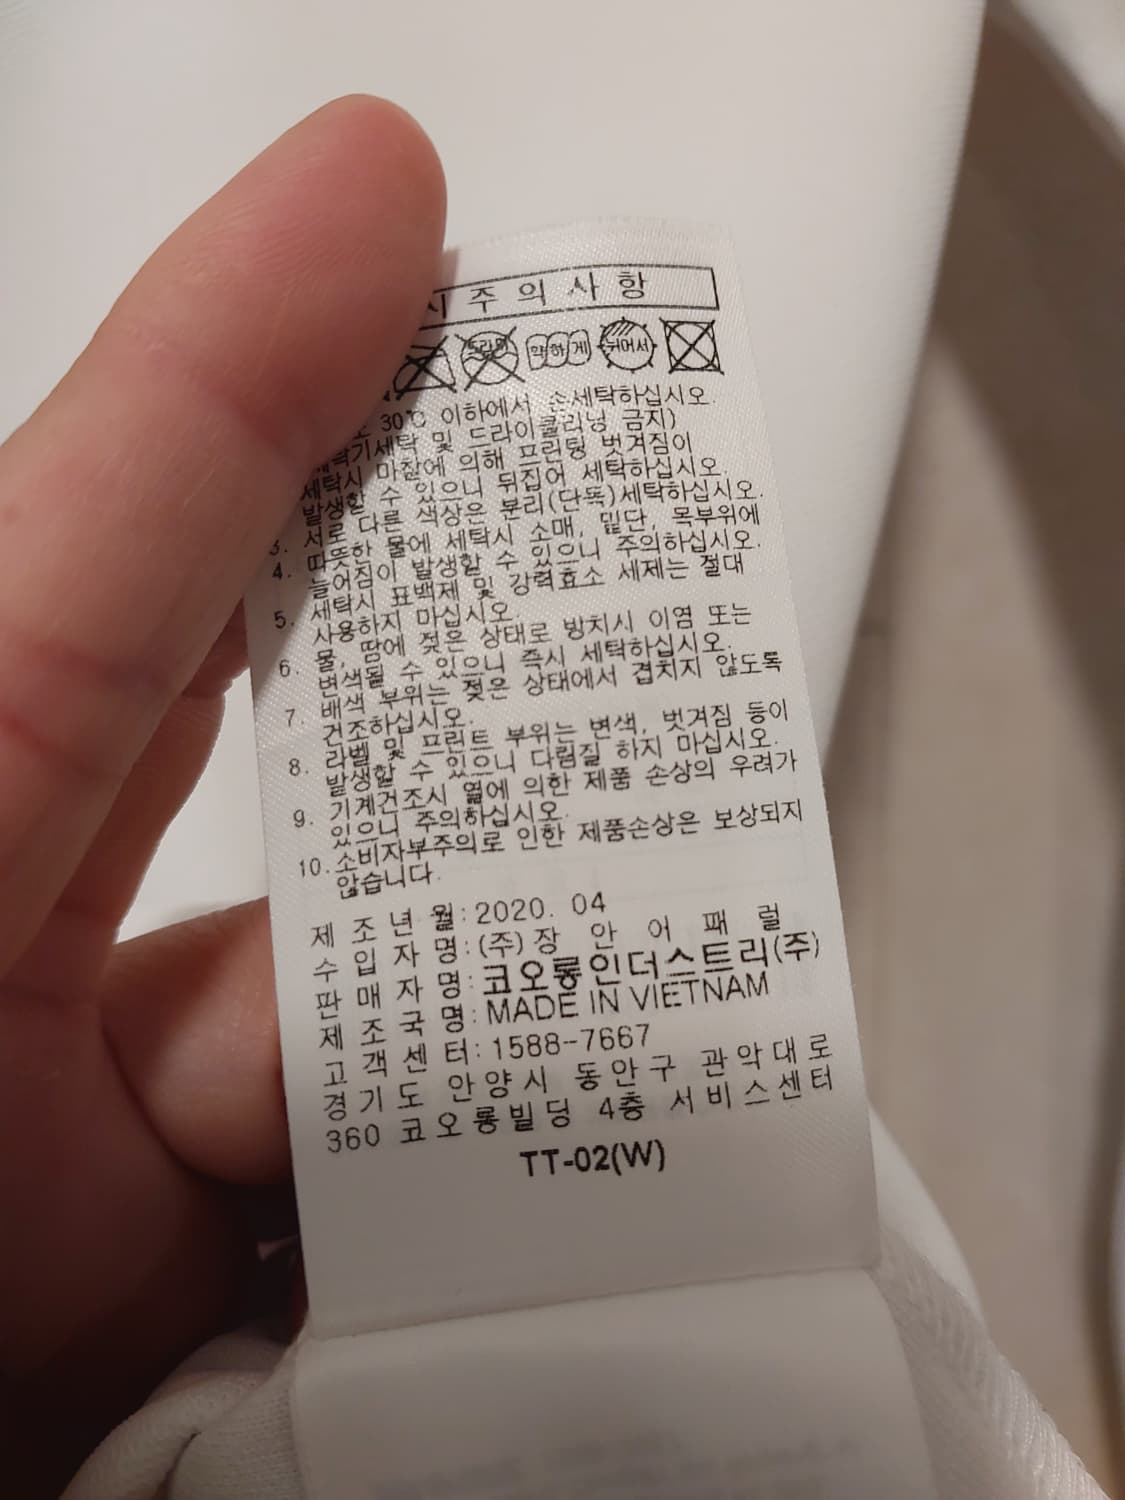 시주의사항
드라이
약하게
뉘어서
30℃ 이하에서 손세탁하십시오.
세탁기세탁 및 드라이클리닝 금지)
세탁시 마찰에 의해 프린팅 벗겨짐이
발생할 수 있으니 뒤집어 세탁하십시오.
3. 서로 다른 색상은 분리(단독)세탁하십시오.
4. 따뜻한 물에 세탁시 소매, 밑단, 목부위에
늘어짐이 발생할 수 있으니 주의하십시오.
5. 세탁시 표백제 및 강력효소 세제는 절대
사용하지 마십시오.
6. 물, 땀에 젖은 상태로 방치시 이염 또는
변색될 수 있으니 즉시 세탁하십시오.
7. 배색 부위는 젖은 상태에서 겹치지 않도록
건조하십시오.
8. 라벨 및 프린트 부위는 변색, 벗겨짐 등이
발생할 수 있으니 다림질 하지 마십시오.
9. 기계건조시 열에 의한 제품 손상의 우려가
있으니 주의하십시오.
10. 소비자부주의로 인한 제품손상은 보상되지
않습니다.
제조년월: 2020. 04
수입자명: (주)장안어패럴
판매자명: 코오롱인더스트리(주)
제조국명: MADE IN VIETNAM
고객센터: 1588-7667
경기도 안양시 동안구 관악대로
360 코오롱빌딩 4층 서비스센터
TT-02(W)